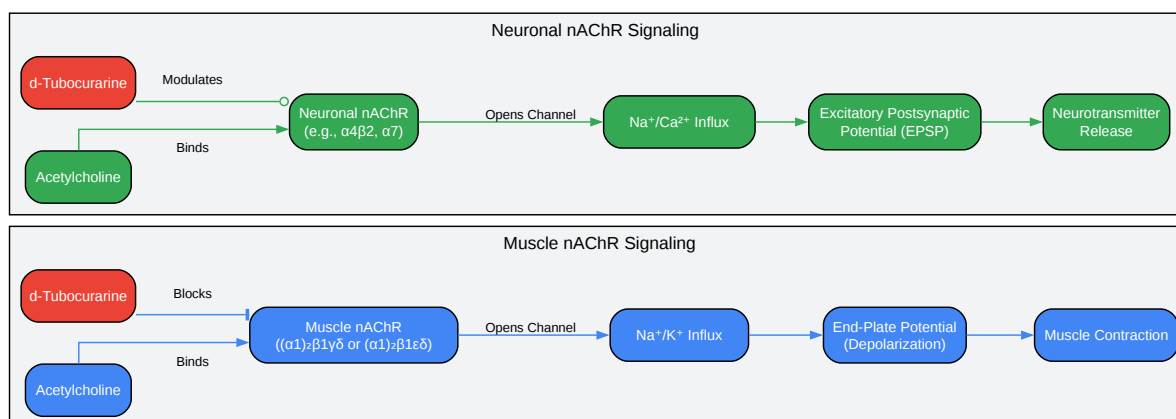 Neuronal nAChR Signaling
d-Tubocurarine
Modulates
Neuronal nAChR
(e.g., α4β2, α7)
Opens Channel
Na⁺/Ca²⁺ Influx
Excitatory Postsynaptic
Potential (EPSP)
Neurotransmitter
Release
Binds
Acetylcholine
Muscle nAChR Signaling
d-Tubocurarine
Blocks
Muscle nAChR
((α1)₂β1γδ or (α1)₂β1εδ)
Opens Channel
Na⁺/K⁺ Influx
End-Plate Potential
(Depolarization)
Muscle Contraction
Binds
Acetylcholine